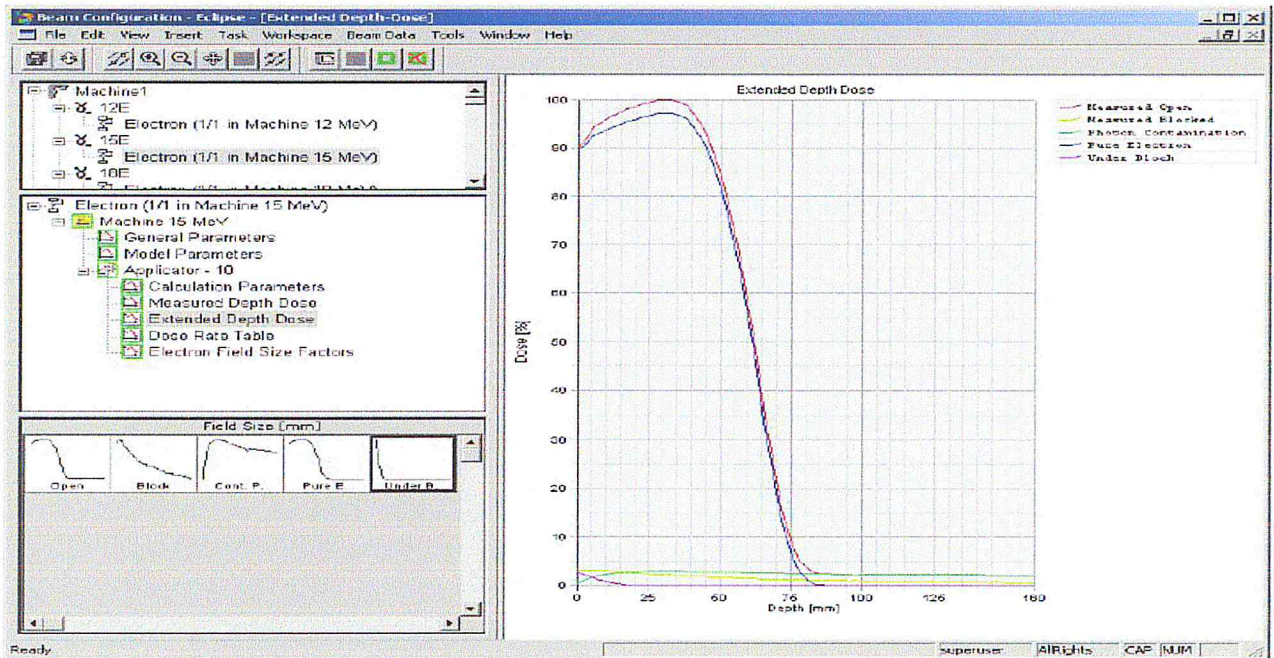 Beam Configuration - Eclipse - [Extended Depth-Dose]
File Edit View Insert Task Workspace Beam Data Tools Window Help
Machine1
12E
Electron (1/1 in Machine 12 MeV)
15E
Electron (1/1 in Machine 15 MeV)
18E
Electron (1/1 in Machine 15 MeV)
Machine 15 MeV
General Parameters
Model Parameters
Applicator - 10
Calculation Parameters
Measured Depth Dose
Extended Depth Dose
Dose Rate Table
Electron Field Size Factors
Field Size [mm]
Open Block Cont. P. Pure E. Under B.
Extended Depth Dose
Measured Open
Measured Blocked
Photon Contamination
Pure Electron
Under Block
Dose [%]
100
90
80
70
60
50
40
30
20
10
0
0 25 50 75 100 125 160
Depth [mm]
Ready superuser AllRights CAP NUM